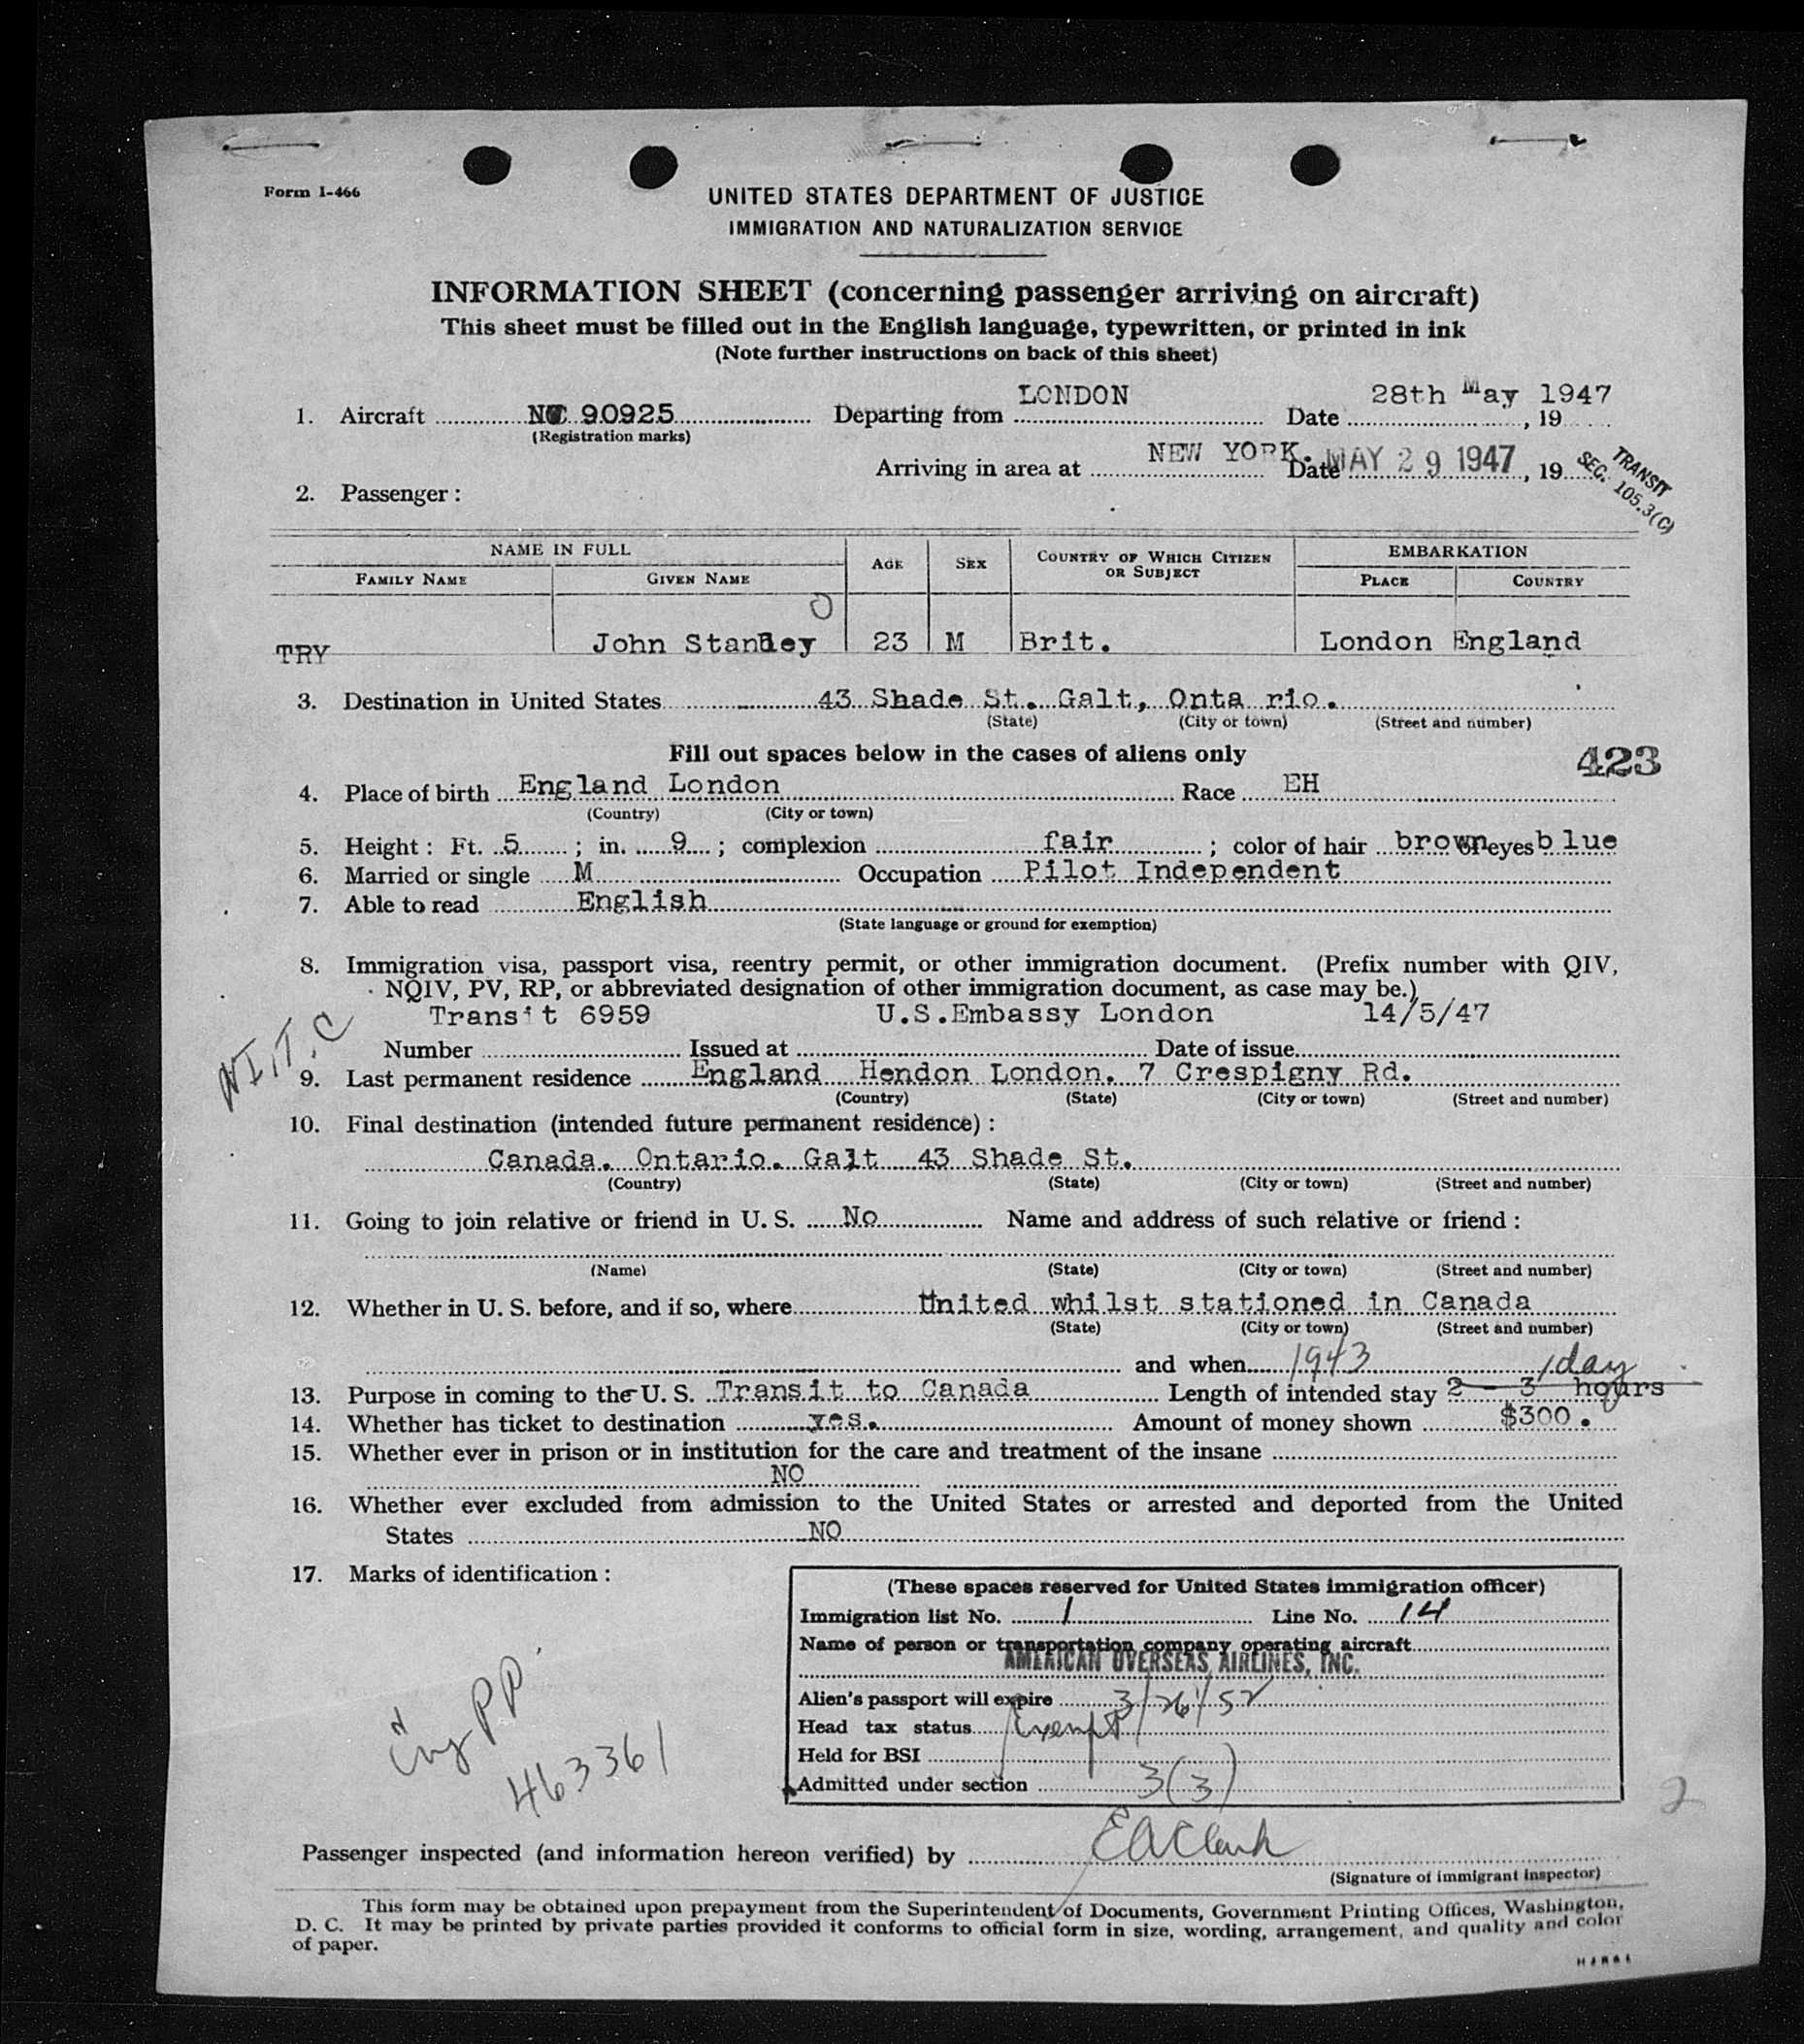 Form I-466
UNITED STATES DEPARTMENT OF JUSTICE
IMMIGRATION AND NATURALIZATION SERVICE
INFORMATION SHEET (concerning passenger arriving on aircraft)
This sheet must be filled out in the English language, typewritten, or printed in ink
(Note further instructions on back of this sheet)
1. Aircraft NC 90925 Departing from LONDON Date 28th May 1947, 19
(Registration marks)
Arriving in area at NEW YORK. Date MAY 29 1947, 19
TRANSIT
SEC. 105.3(C)
2. Passenger:
NAME IN FULL AGE SEX COUNTRY OF WHICH CITIZEN OR SUBJECT EMBARKATION
FAMILY NAME GIVEN NAME PLACE COUNTRY
TRY John Stanley 23 M Brit. London England
3. Destination in United States 43 Shade St. Galt, Onta rio.
(State) (City or town) (Street and number)
Fill out spaces below in the cases of aliens only
423
4. Place of birth England London Race EH
(Country) (City or town)
5. Height: Ft. 5; in. 9; complexion fair; color of hair brown or eyes blue
6. Married or single M Occupation Pilot Independent
7. Able to read English
(State language or ground for exemption)
8. Immigration visa, passport visa, reentry permit, or other immigration document. (Prefix number with QIV,
NQIV, PV, RP, or abbreviated designation of other immigration document, as case may be.)
Transit 6959 U.S.Embassy London 14/5/47
Number Issued at Date of issue
9. Last permanent residence England Hendon London. 7 Crespigny Rd.
(Country) (State) (City or town) (Street and number)
10. Final destination (intended future permanent residence):
Canada. Ontario. Galt 43 Shade St.
(Country) (State) (City or town) (Street and number)
11. Going to join relative or friend in U. S. No Name and address of such relative or friend:
(Name) (State) (City or town) (Street and number)
12. Whether in U. S. before, and if so, where United whilst stationed in Canada
(State) (City or town) (Street and number)
and when 1943 1 day
13. Purpose in coming to the U. S. Transit to Canada Length of intended stay 2 - 3 hours
14. Whether has ticket to destination yes. Amount of money shown $300.
15. Whether ever in prison or in institution for the care and treatment of the insane
NO
16. Whether ever excluded from admission to the United States or arrested and deported from the United
States NO
17. Marks of identification:
(These spaces reserved for United States immigration officer)
Immigration list No. 1 Line No. 14
Name of person or transportation company operating aircraft
AMERICAN OVERSEAS AIRLINES, INC.
Alien's passport will expire 3/26/52
Head tax status Exempt
Held for BSI
Admitted under section 3(3)
PP
463361
2
Passenger inspected (and information hereon verified) by EAClark
(Signature of immigrant inspector)
This form may be obtained upon prepayment from the Superintendent of Documents, Government Printing Offices, Washington,
D. C. It may be printed by private parties provided it conforms to official form in size, wording, arrangement, and quality and color
of paper.